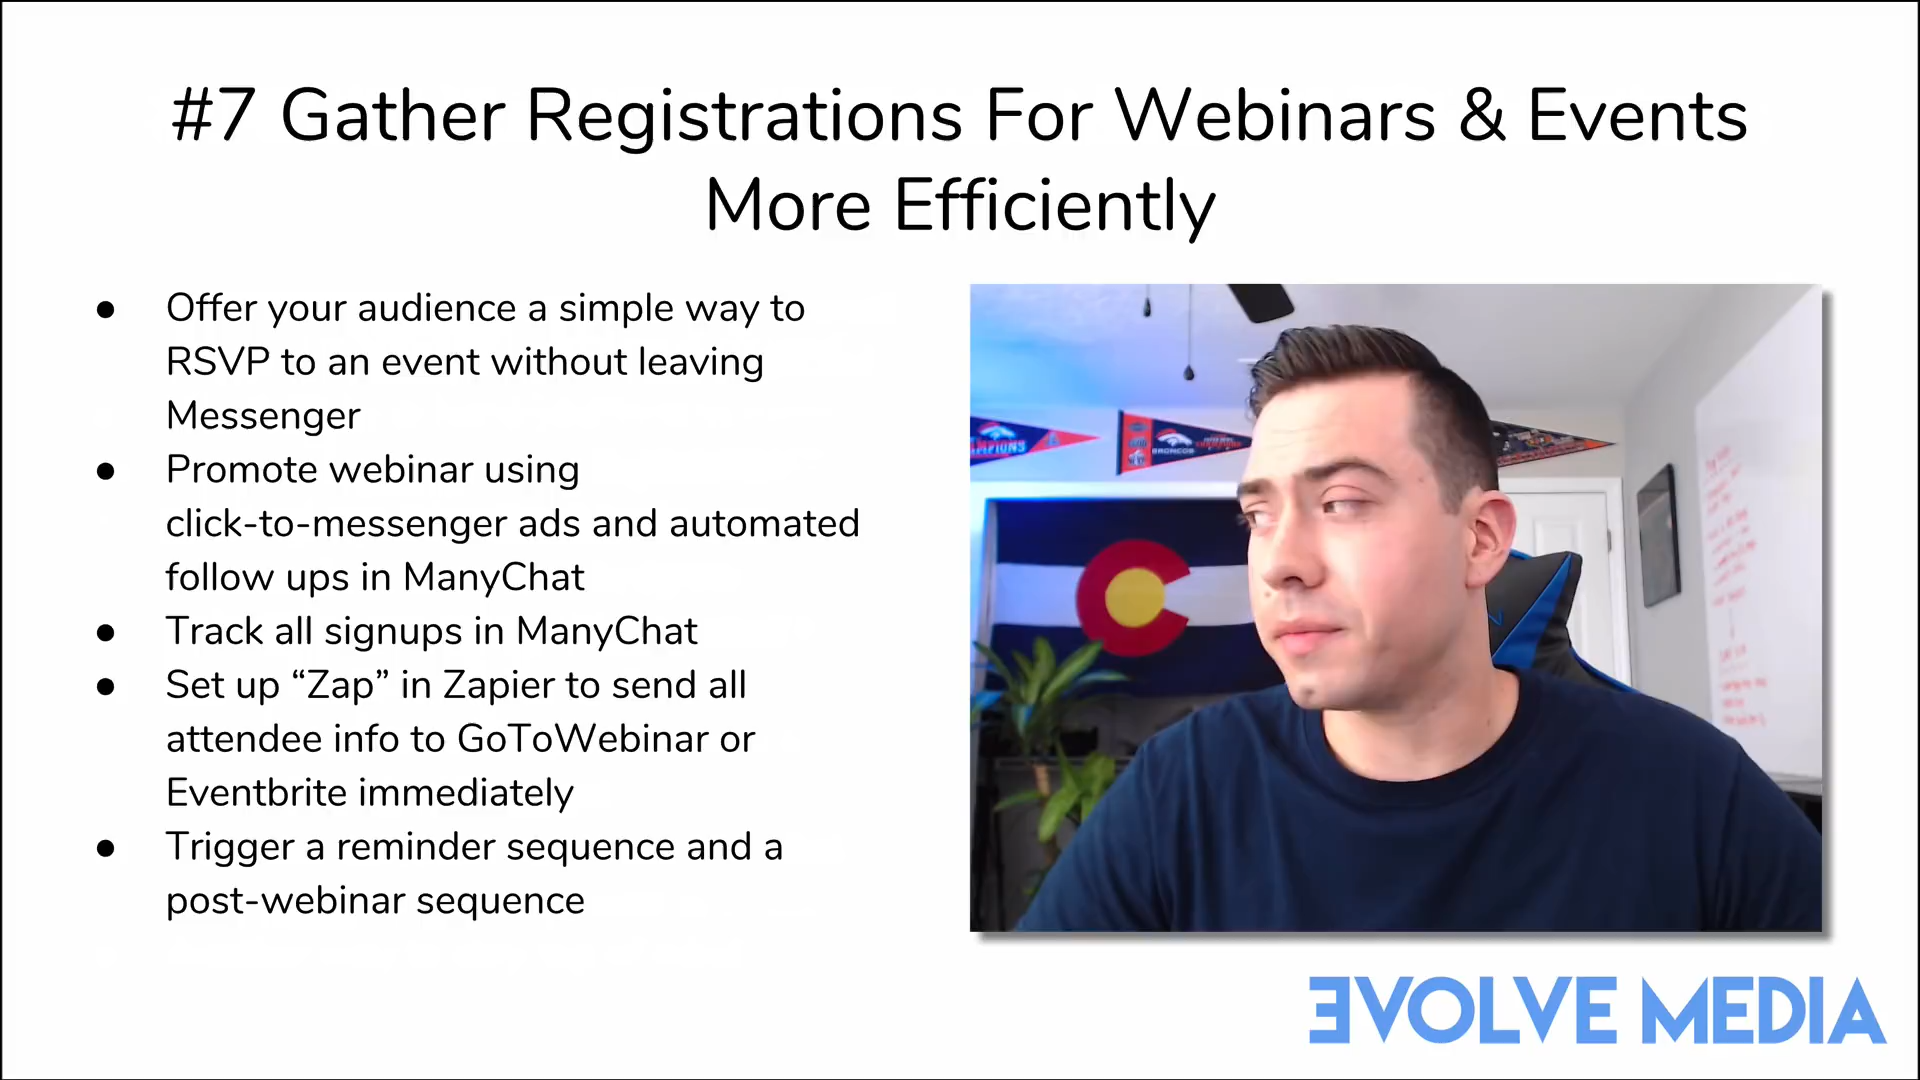 #7 Gather Registrations For Webinars & Events
More Efficiently
● Offer your audience a simple way to
RSVP to an event without leaving
Messenger
● Promote webinar using
click-to-messenger ads and automated
follow ups in ManyChat
● Track all signups in ManyChat
● Set up “Zap” in Zapier to send all
attendee info to GoToWebinar or
Eventbrite immediately
● Trigger a reminder sequence and a
post-webinar sequence
BRONCOS
EVOLVE MEDIA